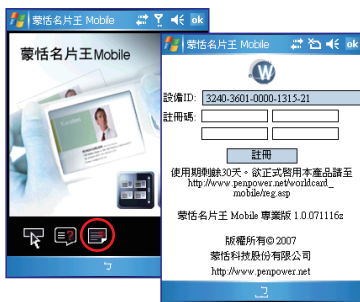 蒙恬名片王 Mobile
ok
蒙恬名片王Mobile
蒙恬名片王 Mobile
ok
W
設備ID: 3240-3601-0000-1315-21
註冊碼:
註冊
使用期剩餘30天。欲正式啓用本產品請至
http://www.penpower.net/worldcard_
mobile/reg.asp
蒙恬名片王 Mobile 專業版 1.0.071116z
版權所有© 2007
蒙恬科技股份有限公司
http://www.penpower.net